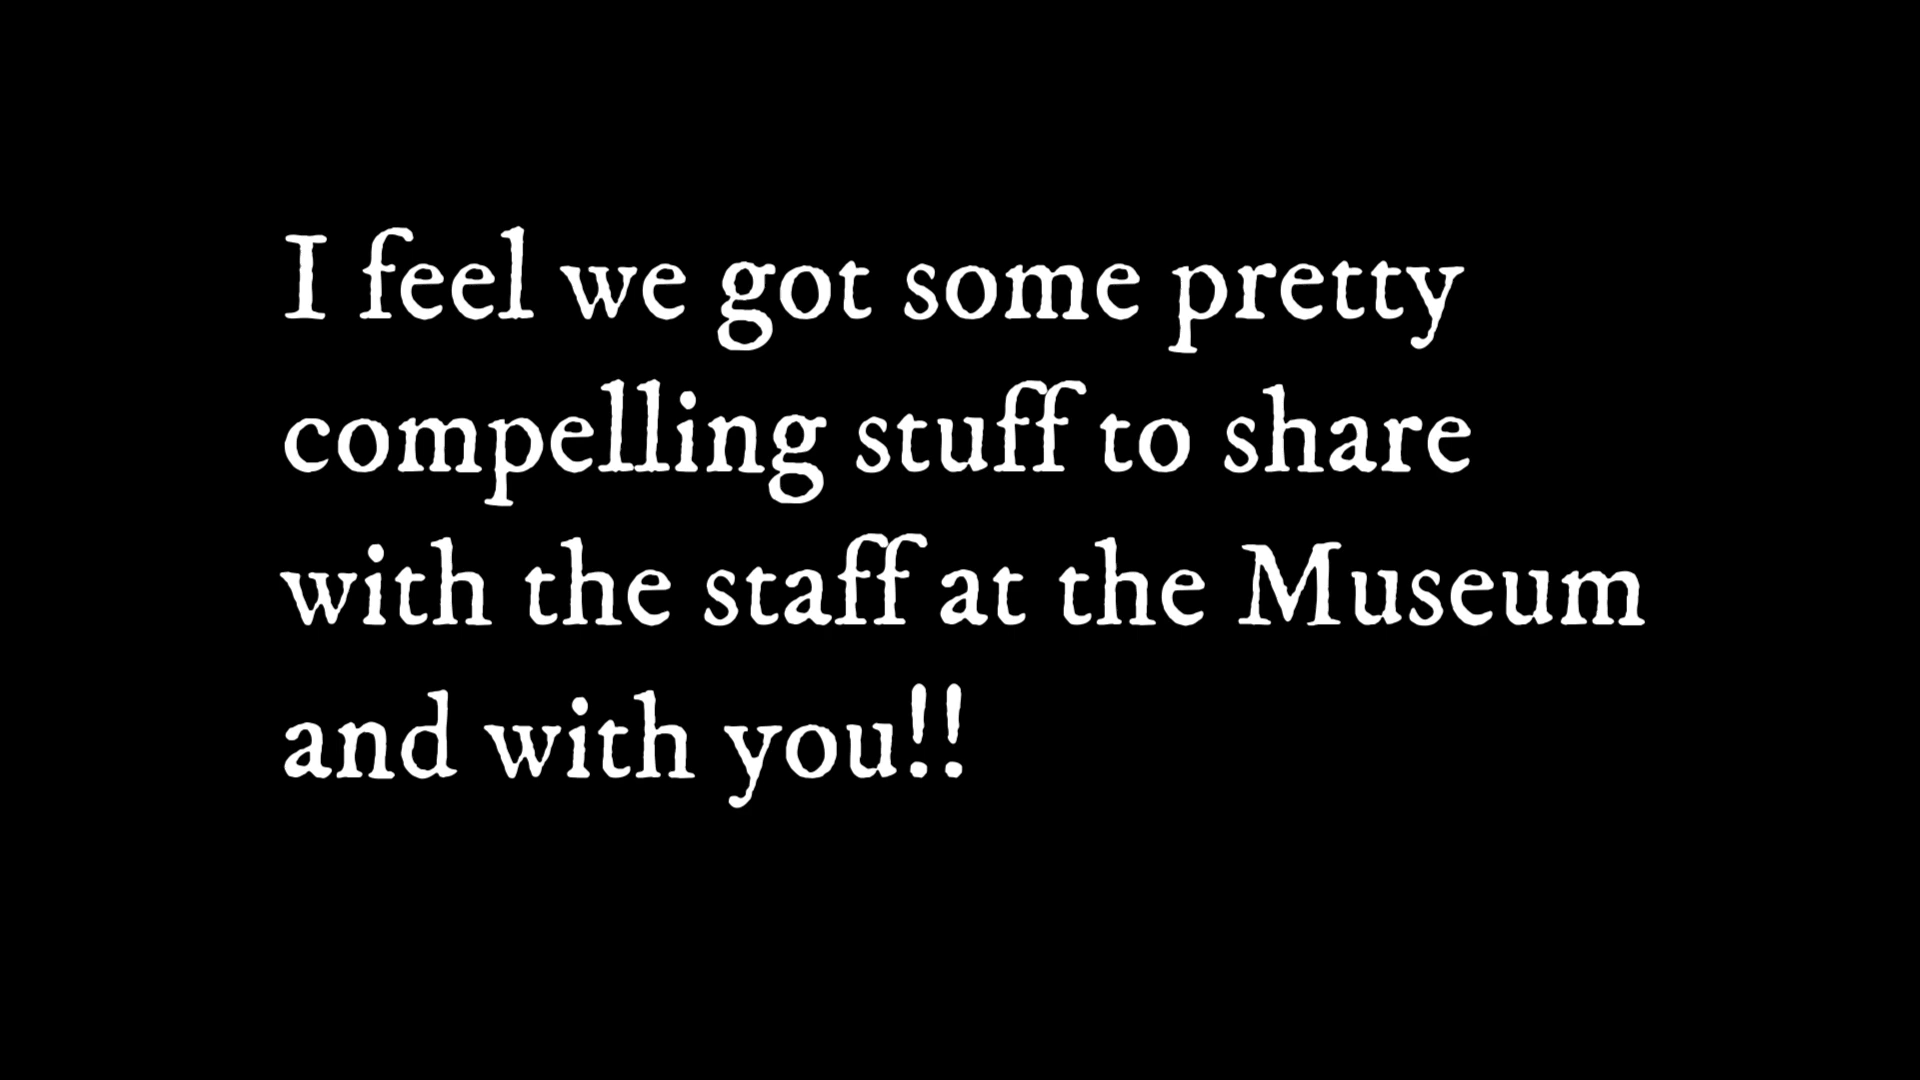 I feel we got some pretty
compelling stuff to share
with the staff at the Museum
and with you!!